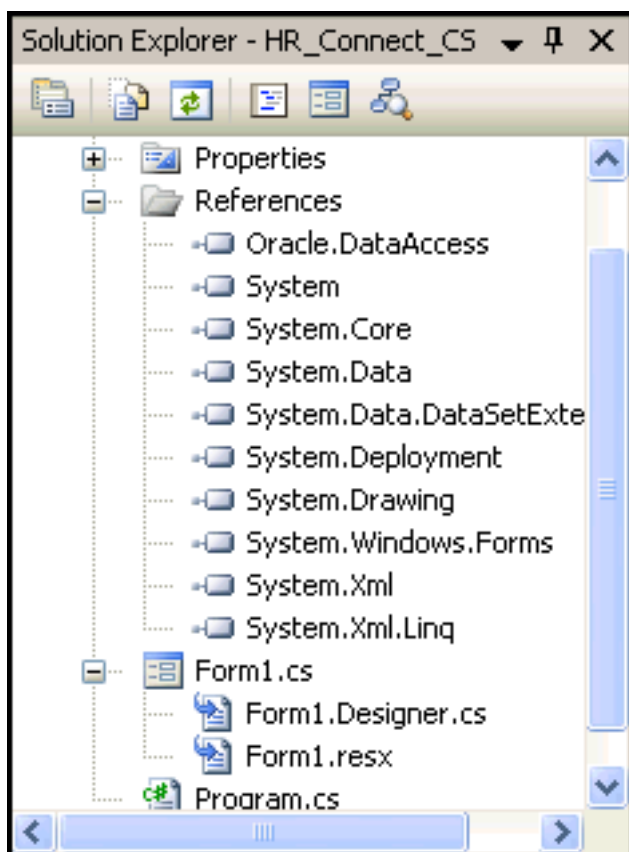 Solution Explorer - HR_Connect_CS
Properties
References
Oracle.DataAccess
System
System.Core
System.Data
System.Data.DataSetExte
System.Deployment
System.Drawing
System.Windows.Forms
System.Xml
System.Xml.Linq
Form1.cs
Form1.Designer.cs
Form1.resx
Program.cs